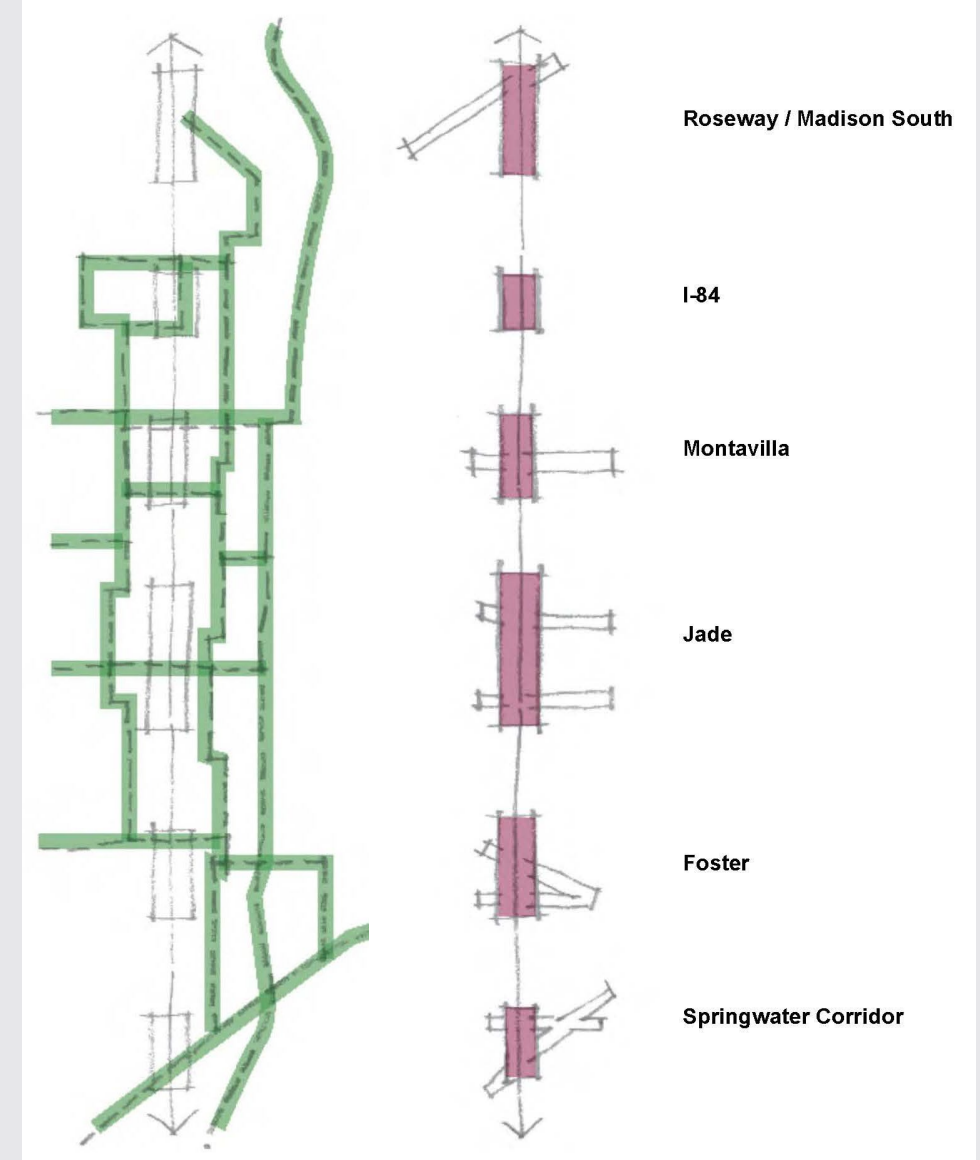 Roseway / Madison South
I-84
Montavilla
Jade
Foster
Springwater Corridor